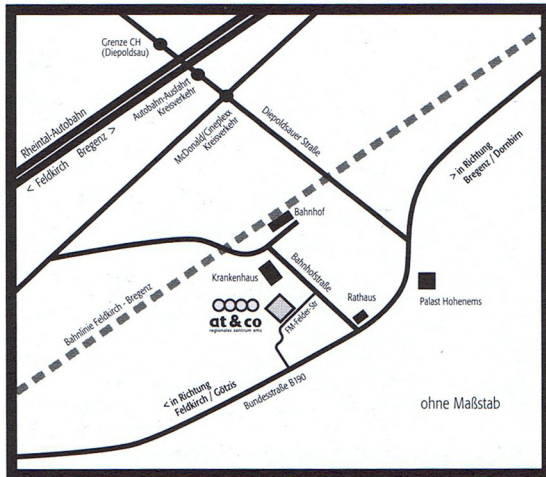 Grenze CH
(Diepoldsau)
Autobahn-Ausfahrt
Kreisverkehr
McDonald/Cineplexx
Kreisverkehr
Rheintal-Autobahn
< Feldkirch   Bregenz >
Diepoldsauer Straße
> in Richtung
Bregenz / Dornbirn
Bahnhof
Krankenhaus
Bahnhofstraße
Rathaus
Palast Hohenems
FM-Felder-Str
at & co
regionales zentrum ems
Bahnlinie Feldkirch - Bregenz
< in Richtung
Feldkirch / Götzis
Bundesstraße B190
ohne Maßstab